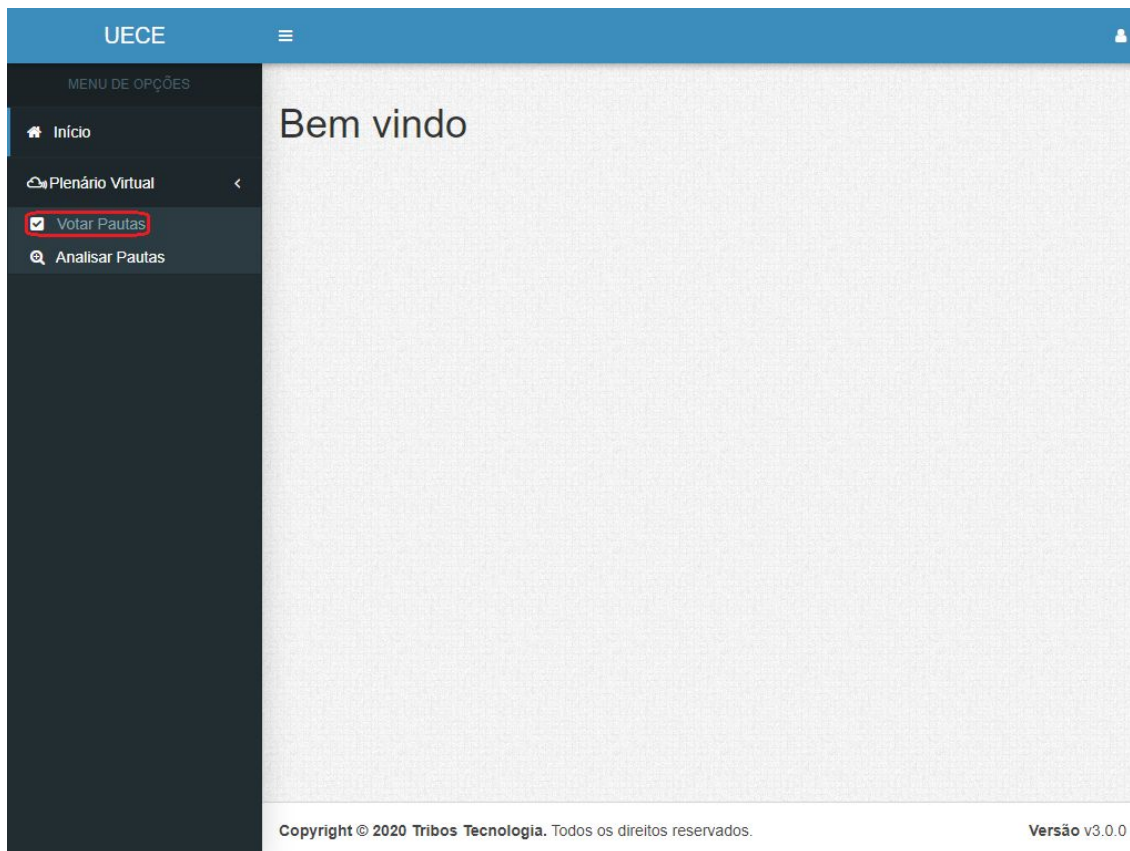 UECE
MENU DE OPÇÕES
Início
Plenário Virtual
Votar Pautas
Analisar Pautas
Bem vindo
Copyright © 2020 Tribos Tecnologia. Todos os direitos reservados.
Versão v3.0.0